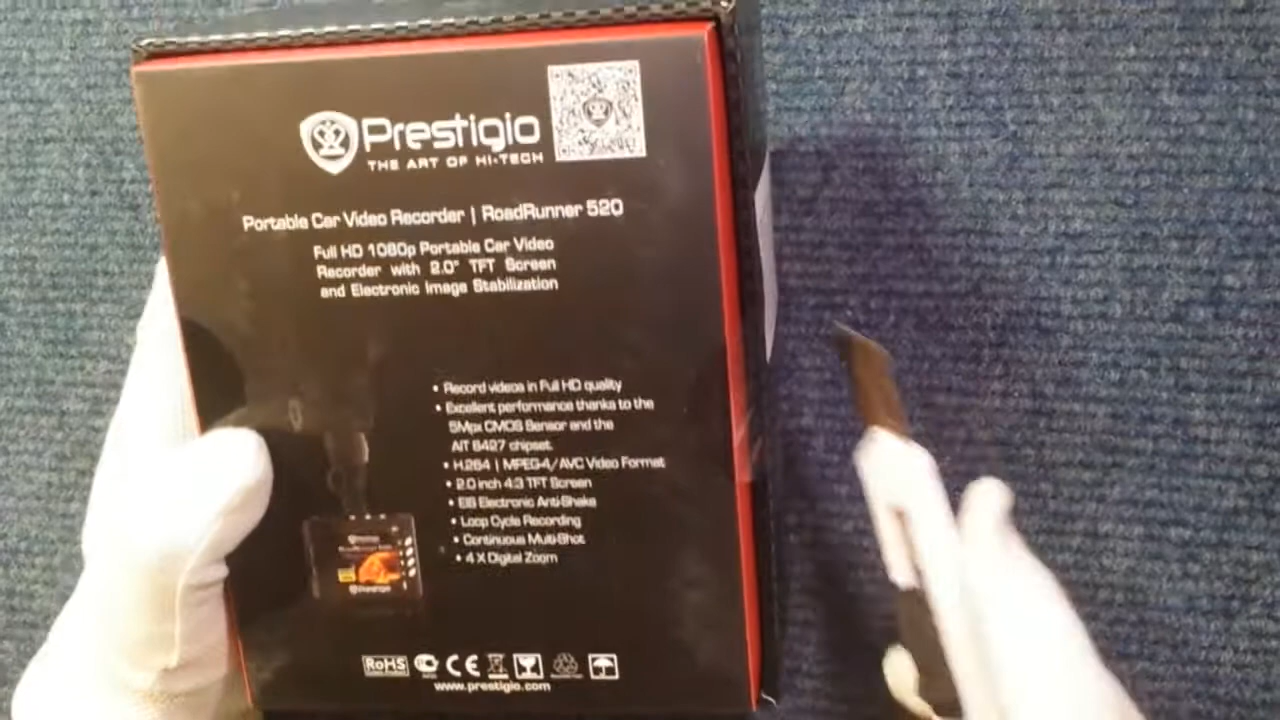 Prestigio
THE ART OF HI-TECH
Portable Car Video Recorder | RoadRunner 520
Full HD 1080p Portable Car Video
Recorder with 2.0" TFT Screen
and Electronic Image Stabilization
• Record videos in Full HD quality
• Excellent performance thanks to the
5Mpx CMOS Sensor and the
AIT 8427 chipset.
• H.264 | MPEG-4/AVC Video Format
• 2.0 inch 4:3 TFT Screen
• EIS Electronic Anti-Shake
• Loop Cycle Recording
• Continuous Multi-Shot
• 4 X Digital Zoom
Prestigio
RoHS
CE
www.prestigio.com